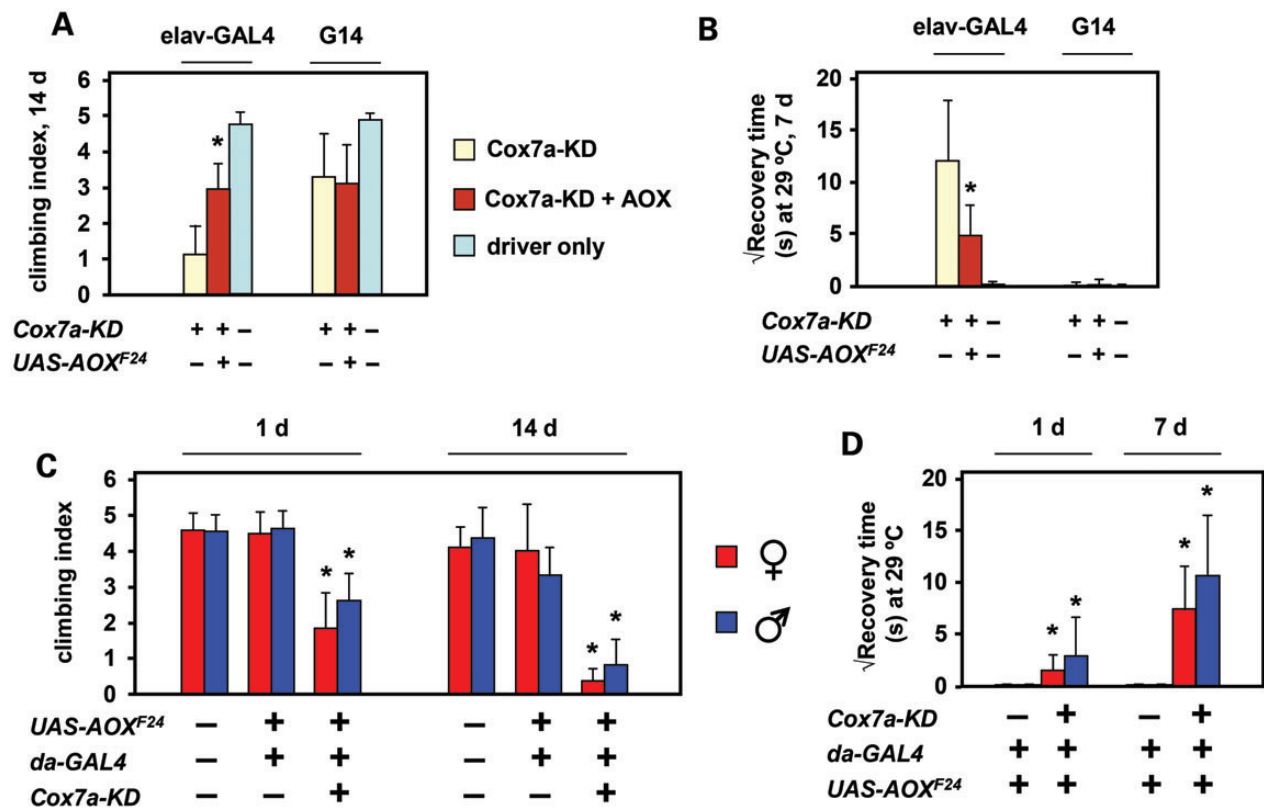 A
elav-GAL4 G14
climbing index, 14 d
6
5
4
3
2
1
0
*
Cox7a-KD + + – + + –
UAS-AOXF24 – + – – + –
Cox7a-KD
Cox7a-KD + AOX
driver only
B
elav-GAL4 G14
√Recovery time
(s) at 29 ºC, 7 d
20
15
10
5
0
*
Cox7a-KD + + – + + –
UAS-AOXF24 – + – – + –
C
1 d 14 d
climbing index
6
5
4
3
2
1
0
* * * *
UAS-AOXF24 – + + – + +
da-GAL4 – + + – + +
Cox7a-KD – – + – – +
♀
♂
D
1 d 7 d
√Recovery time
(s) at 29 ºC
20
15
10
5
0
* * * *
Cox7a-KD – + – +
da-GAL4 + + + +
UAS-AOXF24 + + + +